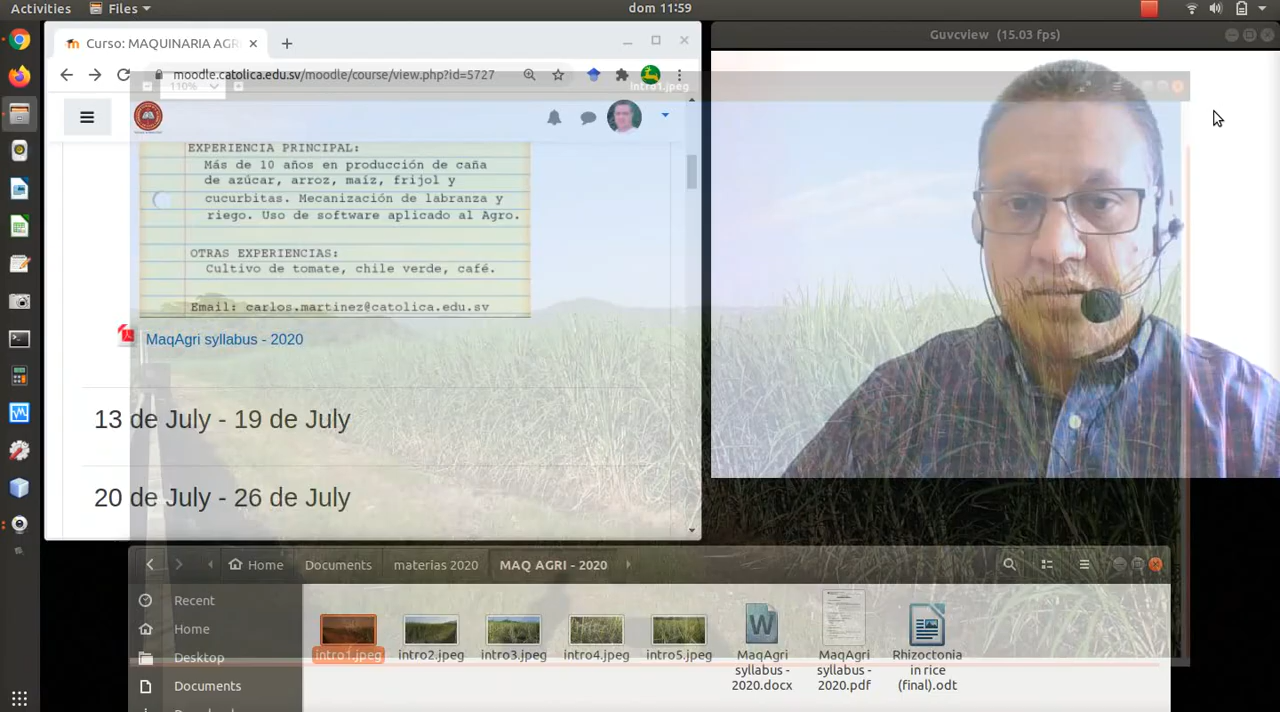 Activities
Files
dom 11:59
Curso: MAQUINARIA AGRI
Guvcview (15.03 fps)
moodle.catolica.edu.sv/moodle/course/view.php?id=5727
110%
intro1.jpeg
EXPERIENCIA PRINCIPAL:
Más de 10 años en producción de caña
de azúcar, arroz, maíz, frijol y
cucurbitas. Mecanización de labranza y
riego. Uso de software aplicado al Agro.
OTRAS EXPERIENCIAS:
Cultivo de tomate, chile verde, café.
Email: carlos.martinez@catolica.edu.sv
MaqAgri syllabus - 2020
13 de July - 19 de July
20 de July - 26 de July
Home
Documents
materias 2020
MAQ AGRI - 2020
Recent
Home
Desktop
Documents
intro1.jpeg
intro2.jpeg
intro3.jpeg
intro4.jpeg
intro5.jpeg
MaqAgri
syllabus -
2020.docx
MaqAgri
syllabus -
2020.pdf
Rhizoctonia
in rice
(final).odt